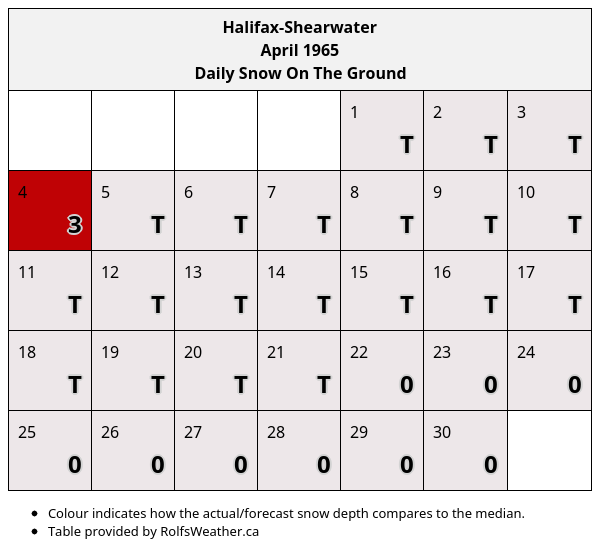 Halifax-Shearwater
April 1965
Daily Snow On The Ground
1 2 3
T T T
4 5 6 7 8 9 10
3 T T T T T T
11 12 13 14 15 16 17
T T T T T T T
18 19 20 21 22 23 24
T T T T 0 0 0
25 26 27 28 29 30
0 0 0 0 0 0
• Colour indicates how the actual/forecast snow depth compares to the median.
• Table provided by RolfsWeather.ca